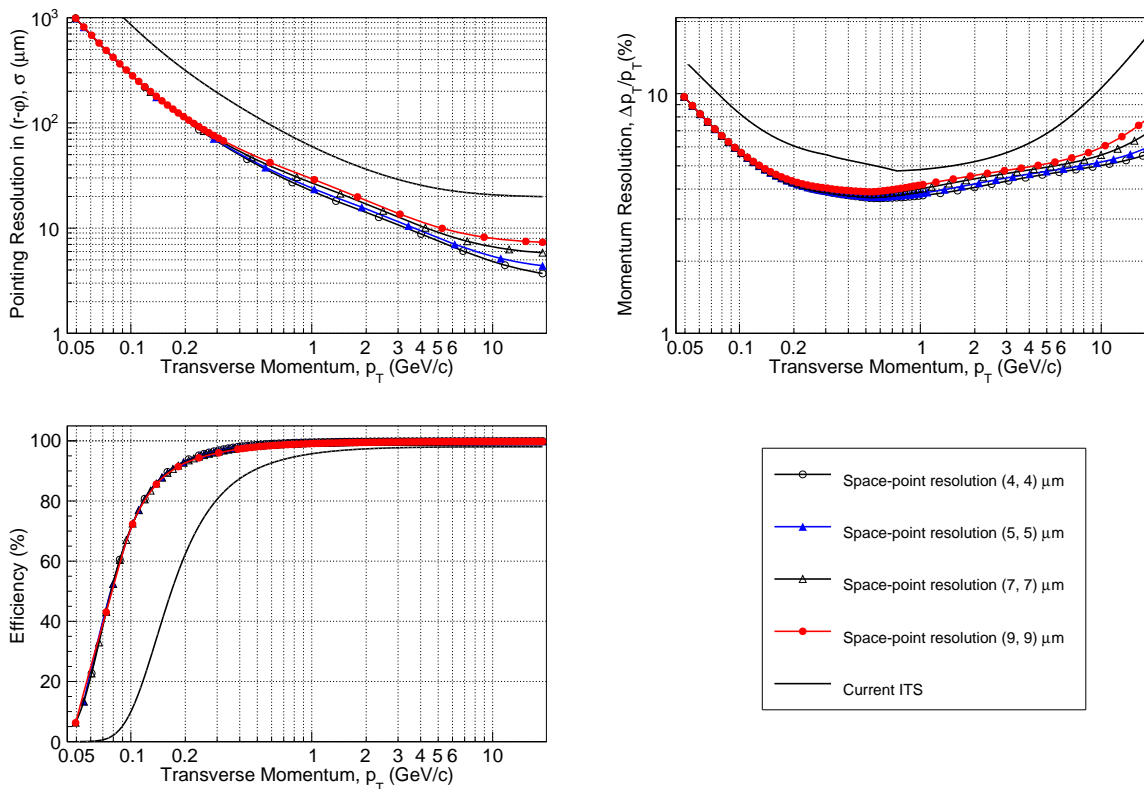 Pointing Resolution in (r-φ), σ (μm)
10³
10²
10
1
0.05 0.1 0.2 1 2 3 4 5 6 10
Transverse Momentum, p_T (GeV/c)
Momentum Resolution, Δp_T/p_T(%)
10
1
0.05 0.1 0.2 1 2 3 4 5 6 10
Transverse Momentum, p_T (GeV/c)
Efficiency (%)
100
80
60
40
20
0
0.05 0.1 0.2 1 2 3 4 5 6 10
Transverse Momentum, p_T (GeV/c)
Space-point resolution (4, 4) μm
Space-point resolution (5, 5) μm
Space-point resolution (7, 7) μm
Space-point resolution (9, 9) μm
Current ITS